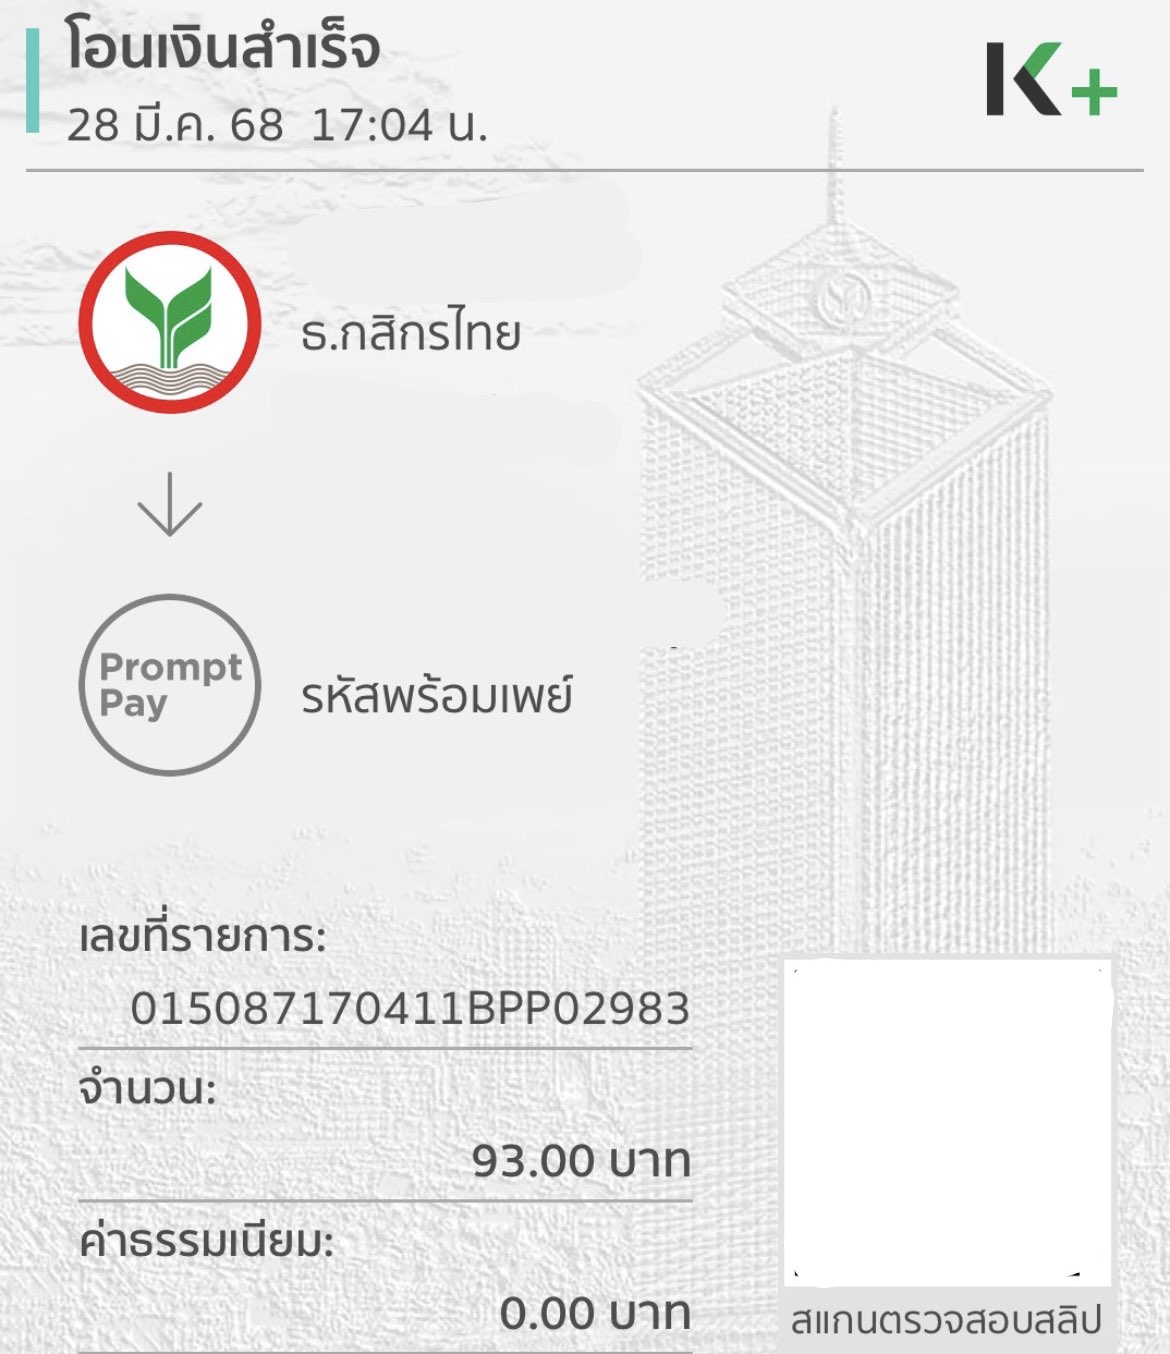 โอนเงินสำเร็จ
28 มี.ค. 68 17:04 น.
K+
ธ.กสิกรไทย
Prompt
Pay
รหัสพร้อมเพย์
เลขที่รายการ:
015087170411BPP02983
จำนวน:
93.00 บาท
ค่าธรรมเนียม:
0.00 บาท
สแกนตรวจสอบสลิป